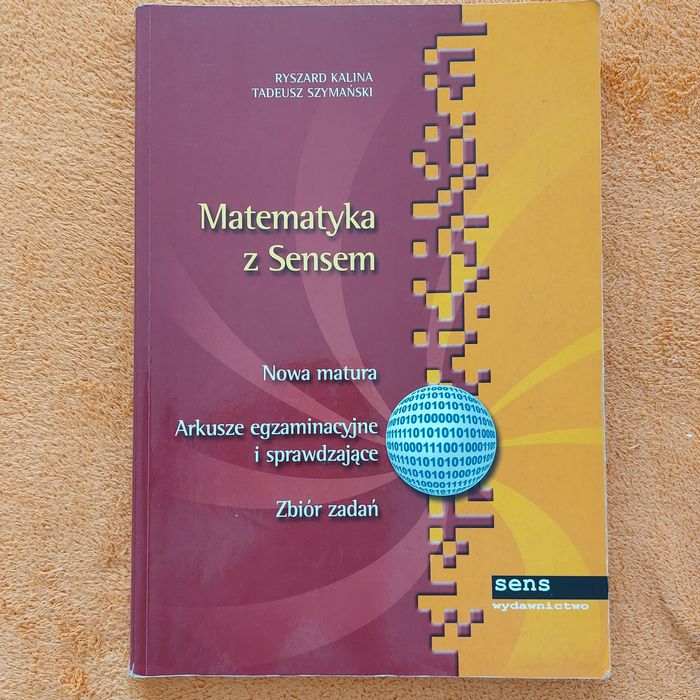 RYSZARD KALINA
TADEUSZ SZYMAŃSKI
Matematyka
z Sensem
Nowa matura
Arkusze egzaminacyjne
i sprawdzające
Zbiór zadań
sens
wydawnictwo